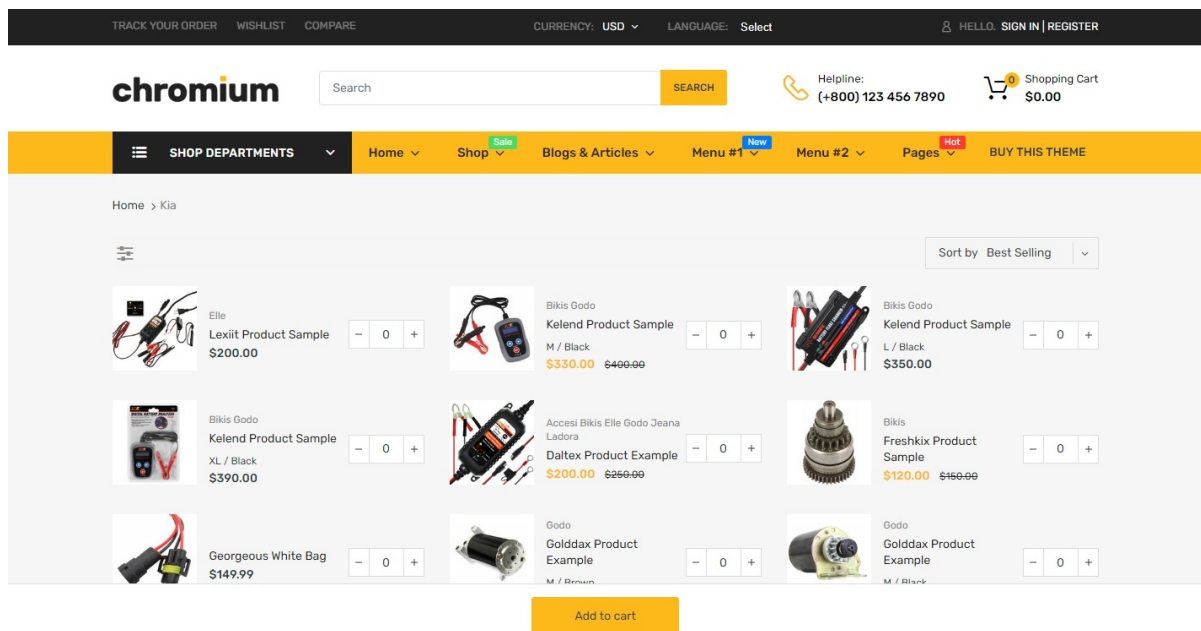 TRACK YOUR ORDER WISHLIST COMPARE CURRENCY: USD LANGUAGE: Select HELLO. SIGN IN | REGISTER
chromium Search SEARCH
Helpline:
(+800) 123 456 7890
0 Shopping Cart
$0.00
SHOP DEPARTMENTS Home Shop Sale Blogs & Articles Menu #1 New Menu #2 Pages Hot BUY THIS THEME
Home > Kia
Sort by Best Selling
Elle
Lexiit Product Sample
$200.00
− 0 +
Bikis Godo
Kelend Product Sample
M / Black
$330.00 $400.00
− 0 +
Bikis Godo
Kelend Product Sample
L / Black
$350.00
− 0 +
Bikis Godo
Kelend Product Sample
XL / Black
$390.00
− 0 +
Accesi Bikis Elle Godo Jeana
Ladora
Daltex Product Example
$200.00 $250.00
− 0 +
Bikis
Freshkix Product
Sample
$120.00 $150.00
− 0 +
Georgeous White Bag
$149.99
− 0 +
Godo
Golddax Product
Example
M / Brown
− 0 +
Godo
Golddax Product
Example
M / Black
− 0 +
Add to cart